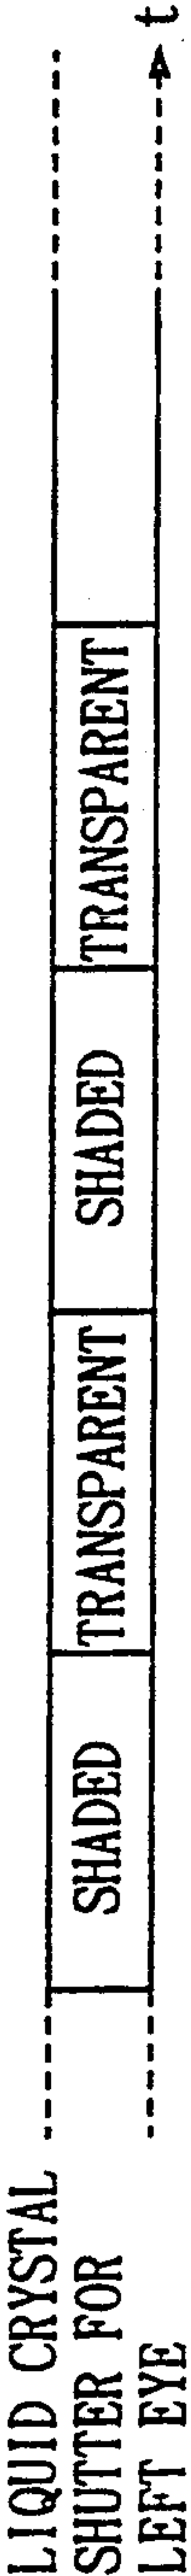 LIQUID CRYSTAL
SHUTTER FOR
LEFT EYE
SHADED
TRANSPARENT
SHADED
TRANSPARENT
t